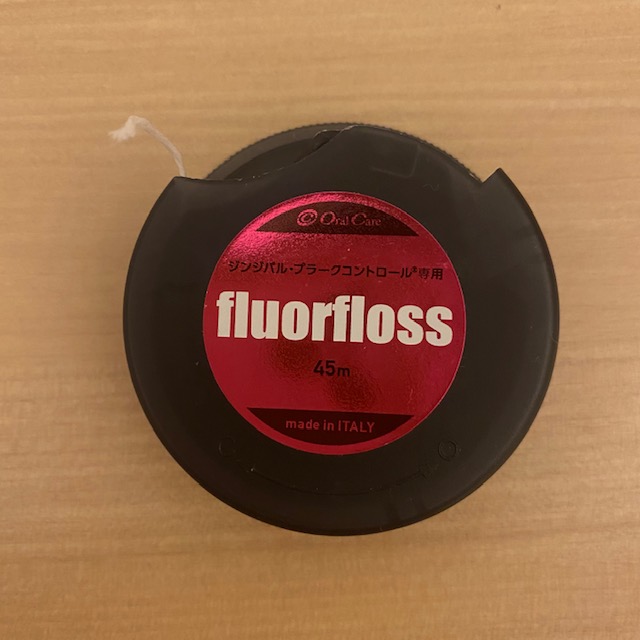 Oral Care
ジンジバル・プラークコントロール®専用
fluorfloss
45m
made in ITALY